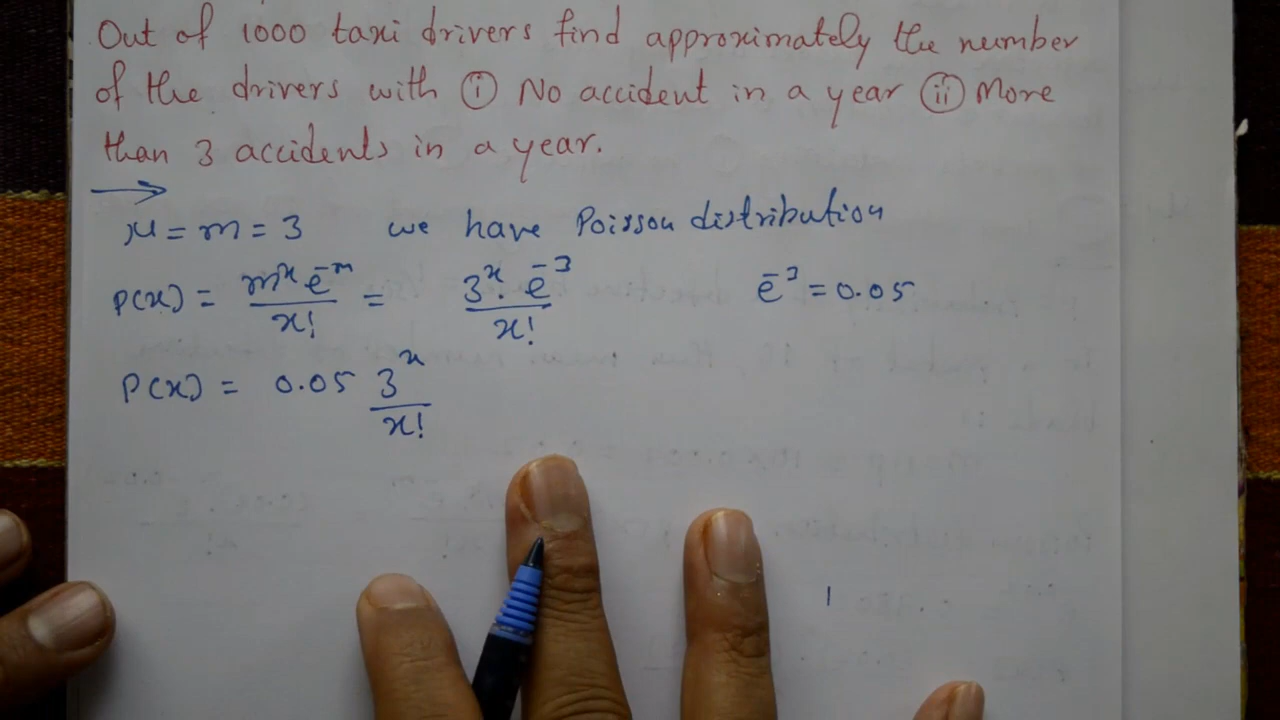 Out of 1000 taxi drivers find approximately the number
of the drivers with (i) No accident in a year (ii) More
than 3 accidents in a year.
μ = m = 3 we have Poisson distribution
P(x) = m^x e^-m / x! = 3^x . e^-3 / x! e^-3 = 0.05
P(x) = 0.05 3^x / x!